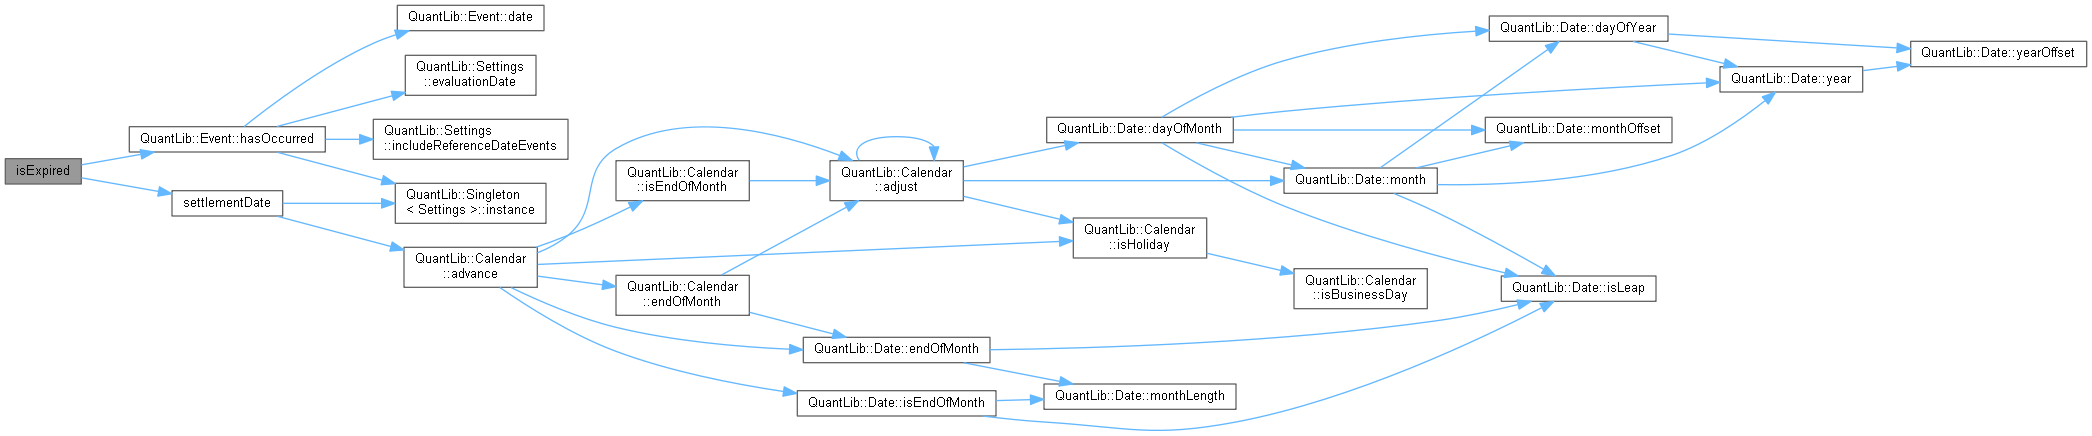 isExpired
QuantLib::Event::hasOccurred
settlementDate
QuantLib::Event::date
QuantLib::Settings
::evaluationDate
QuantLib::Settings
::includeReferenceDateEvents
QuantLib::Singleton
< Settings >::instance
QuantLib::Calendar
::advance
QuantLib::Calendar
::isEndOfMonth
QuantLib::Calendar
::endOfMonth
QuantLib::Calendar
::adjust
QuantLib::Date::endOfMonth
QuantLib::Date::isEndOfMonth
QuantLib::Date::dayOfMonth
QuantLib::Calendar
::isHoliday
QuantLib::Date::monthLength
QuantLib::Date::month
QuantLib::Calendar
::isBusinessDay
QuantLib::Date::dayOfYear
QuantLib::Date::monthOffset
QuantLib::Date::isLeap
QuantLib::Date::year
QuantLib::Date::yearOffset